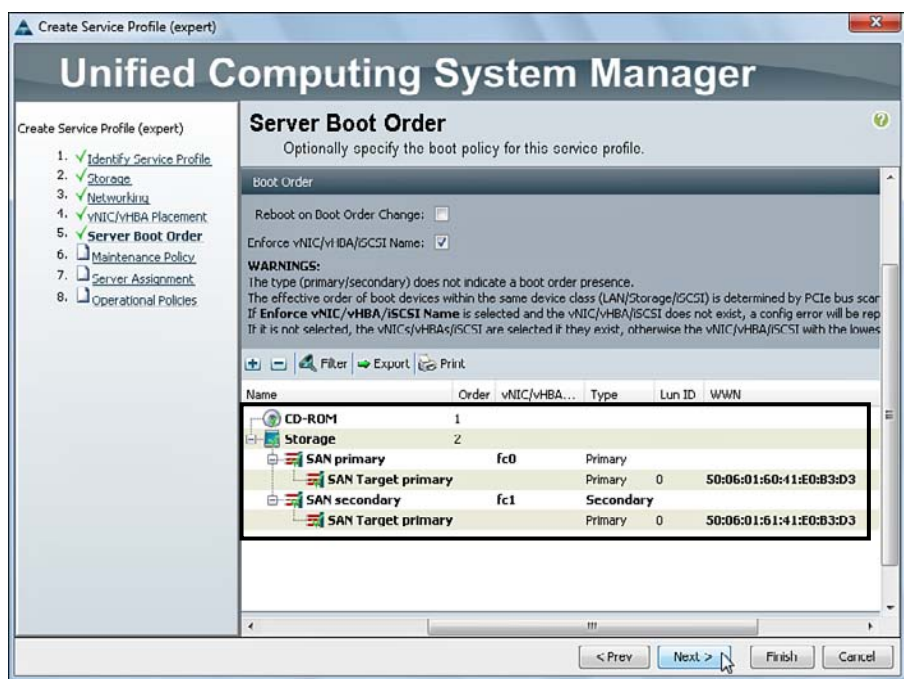 Create Service Profile (expert)
Unified Computing System Manager
Create Service Profile (expert)
1. Identify Service Profile
2. Storage
3. Networking
4. vNIC/vHBA Placement
5. Server Boot Order
6. Maintenance Policy
7. Server Assignment
8. Operational Policies
Server Boot Order
Optionally specify the boot policy for this service profile.
Boot Order
Reboot on Boot Order Change:
Enforce vNIC/vHBA/iSCSI Name:
WARNINGS:
The type (primary/secondary) does not indicate a boot order presence.
The effective order of boot devices within the same device class (LAN/Storage/iSCSI) is determined by PCIe bus scan
If Enforce vNIC/vHBA/iSCSI Name is selected and the vNIC/vHBA/iSCSI does not exist, a config error will be rep
If it is not selected, the vNICs/vHBAs/iSCSI are selected if they exist, otherwise the vNIC/vHBA/iSCSI with the lowes
Filter Export Print
Name Order vNIC/vHBA... Type Lun ID WWN
CD-ROM 1
Storage 2
SAN primary fc0 Primary
SAN Target primary Primary 0 50:06:01:60:41:E0:B3:D3
SAN secondary fc1 Secondary
SAN Target primary Primary 0 50:06:01:61:41:E0:B3:D3
< Prev Next > Finish Cancel